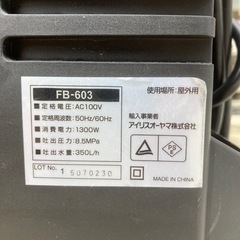 FB-603
使用場所:屋外用
■定格電圧:AC100V
■定格周波数:50Hz/60Hz
■消費電力:1300W
■吐出圧力:8.5MPa
■吐出水量:350L/h
輸入事業者
アイリスオーヤマ株式会社
PSE
LOT No. 1 5070230
MADE IN CHINA